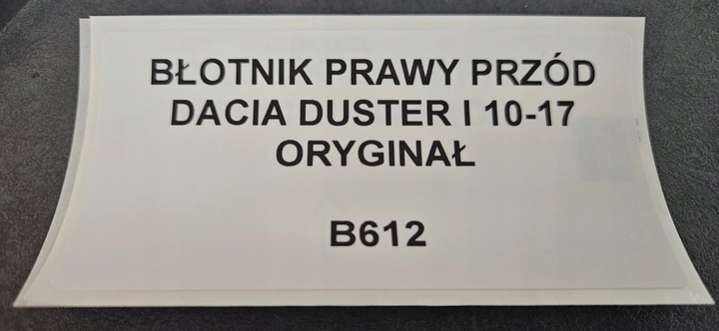 BŁOTNIK PRAWY PRZÓD
DACIA DUSTER I 10-17
ORYGINAŁ
B612